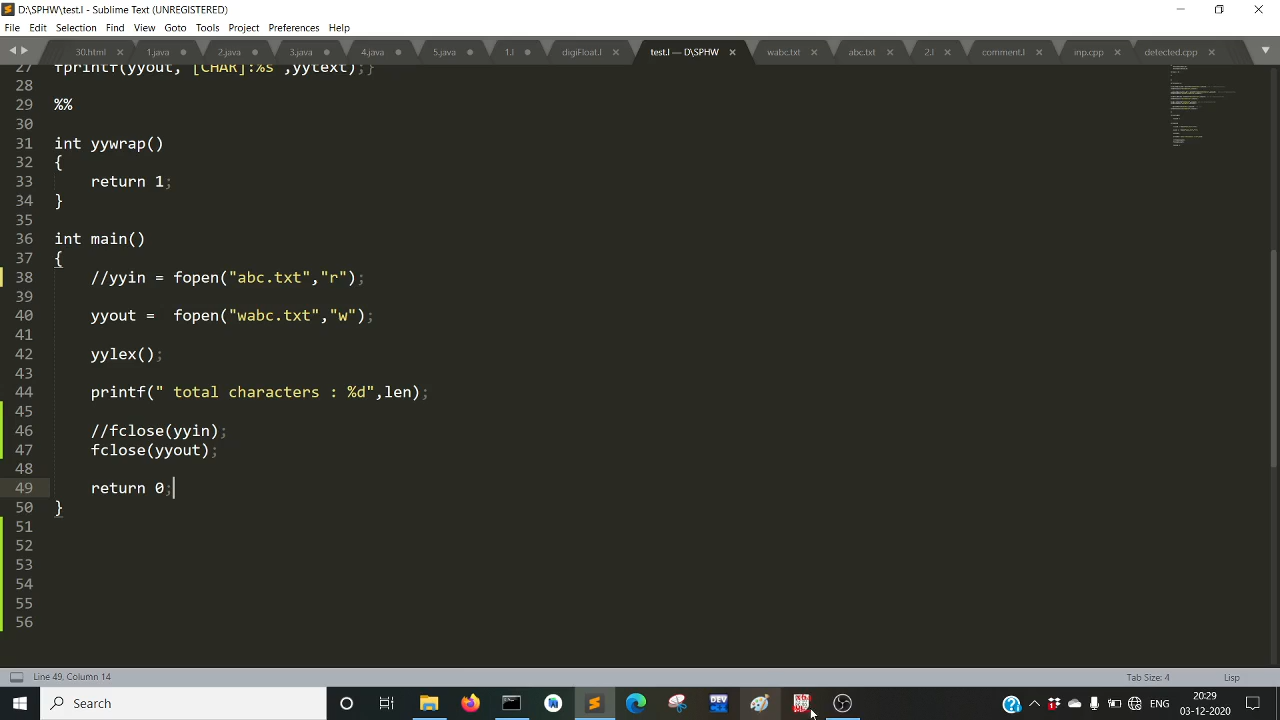 D:\SPHW\test.l - Sublime Text (UNREGISTERED)
File Edit Selection Find View Goto Tools Project Preferences Help
30.html 1.java 2.java 3.java 4.java 5.java 1.l digiFloat.l test.l — D:\SPHW wabc.txt abc.txt 2.l comment.l inp.cpp detected.cpp
27 fprintf(yyout,"[CHAR]:%s",yytext);}
28
29 %%
30
31 int yywrap()
32 {
33 return 1;
34 }
35
36 int main()
37 {
38 //yyin = fopen("abc.txt","r");
39
40 yyout =  fopen("wabc.txt","w");
41
42 yylex();
43
44 printf(" total characters : %d",len);
45
46 //fclose(yyin);
47 fclose(yyout);
48
49 return 0;
50 }
51
52
53
54
55
56
Line 49, Column 14 Tab Size: 4 Lisp
Search DEV 20:29
03-12-2020